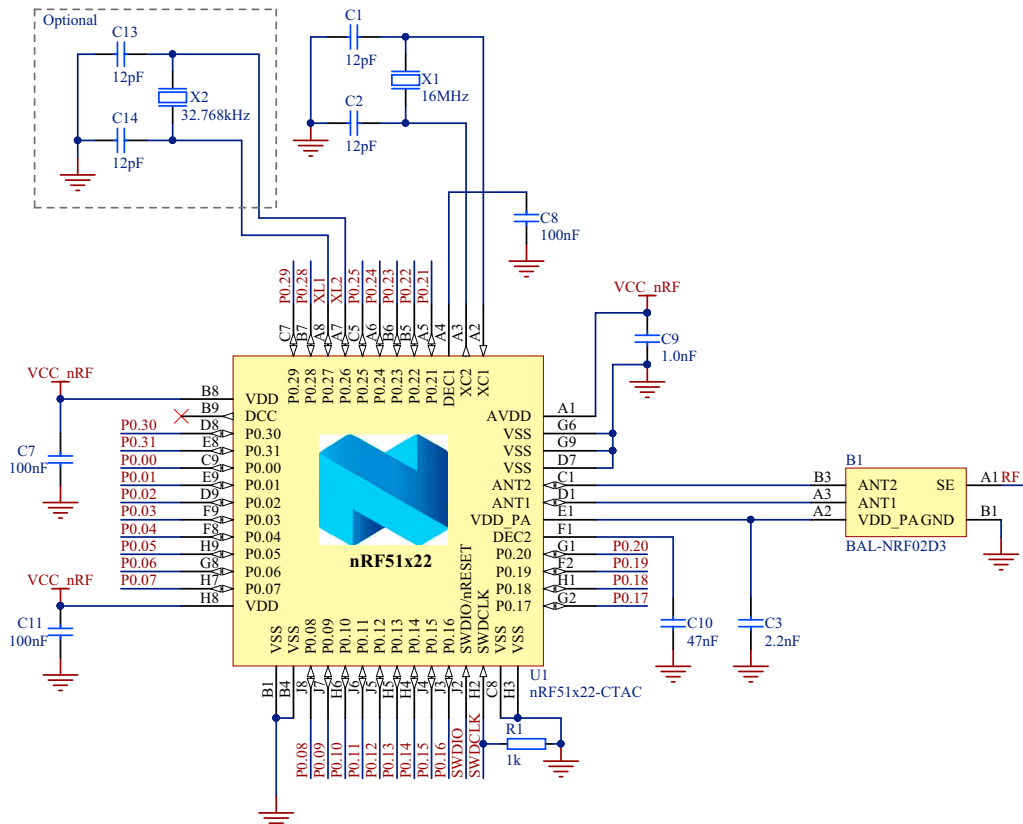 Optional
C13
12pF
X2
32.768kHz
C14
12pF
C1
12pF
X1
16MHz
C2
12pF
C8
100nF
P0.29
P0.28
XL1
XL2
P0.25
P0.24
P0.23
P0.22
P0.21
C7
B7
A8
A7
C5
A6
B6
B5
A5
A4
A3
A2
P0.29
P0.28
P0.27
P0.26
P0.25
P0.24
P0.23
P0.22
P0.21
DEC1
XC2
XC1
VCC_nRF
C9
1.0nF
VCC_nRF
C7
100nF
B8 VDD
B9 DCC
P0.30 D8 P0.30
P0.31 E8 P0.31
P0.00 C9 P0.00
P0.01 E9 P0.01
P0.02 D9 P0.02
P0.03 F9 P0.03
P0.04 F8 P0.04
P0.05 H9 P0.05
P0.06 G8 P0.06
P0.07 H7 P0.07
H8 VDD
VCC_nRF
C11
100nF
nRF51x22
AVDD A1
VSS G6
VSS G9
VSS D7
ANT2 C1
ANT1 D1
VDD_PA E1
DEC2 F1
P0.20 G1 P0.20
P0.19 F2 P0.19
P0.18 H1 P0.18
P0.17 G2 P0.17
B1
B3 ANT2 SE A1 RF
A3 ANT1
A2 VDD_PA GND B1
BAL-NRF02D3
C10
47nF
C3
2.2nF
VSS
VSS
P0.08
P0.09
P0.10
P0.11
P0.12
P0.13
P0.14
P0.15
P0.16
SWDIO/nRESET
SWDCLK
VSS
VSS
U1
nRF51x22-CTAC
B1
B4
J8
J7
H6
J6
J5
H5
H4
J4
J3
J2
H2
C8
H3
P0.08
P0.09
P0.10
P0.11
P0.12
P0.13
P0.14
P0.15
P0.16
SWDIO
SWDCLK
R1
1k